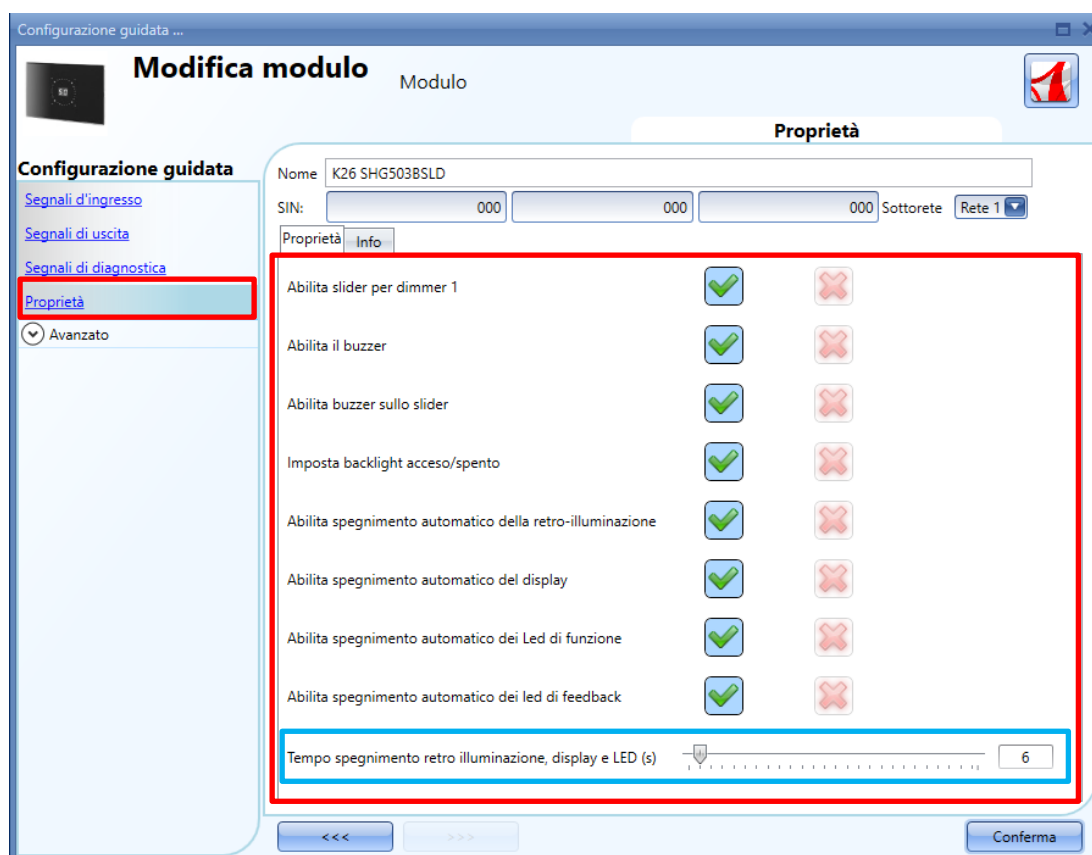 Configurazione guidata ...
Modifica modulo
Modulo
Proprietà
Configurazione guidata
Segnali d'ingresso
Segnali di uscita
Segnali di diagnostica
Proprietà
Avanzato
Nome K26 SHG503BSLD
SIN: 000 000 000 Sottorete Rete 1
Proprietà Info
Abilita slider per dimmer 1
Abilita il buzzer
Abilita buzzer sullo slider
Imposta backlight acceso/spento
Abilita spegnimento automatico della retro-illuminazione
Abilita spegnimento automatico del display
Abilita spegnimento automatico dei Led di funzione
Abilita spegnimento automatico dei led di feedback
Tempo spegnimento retro illuminazione, display e LED (s) 6
<<< >>> Conferma